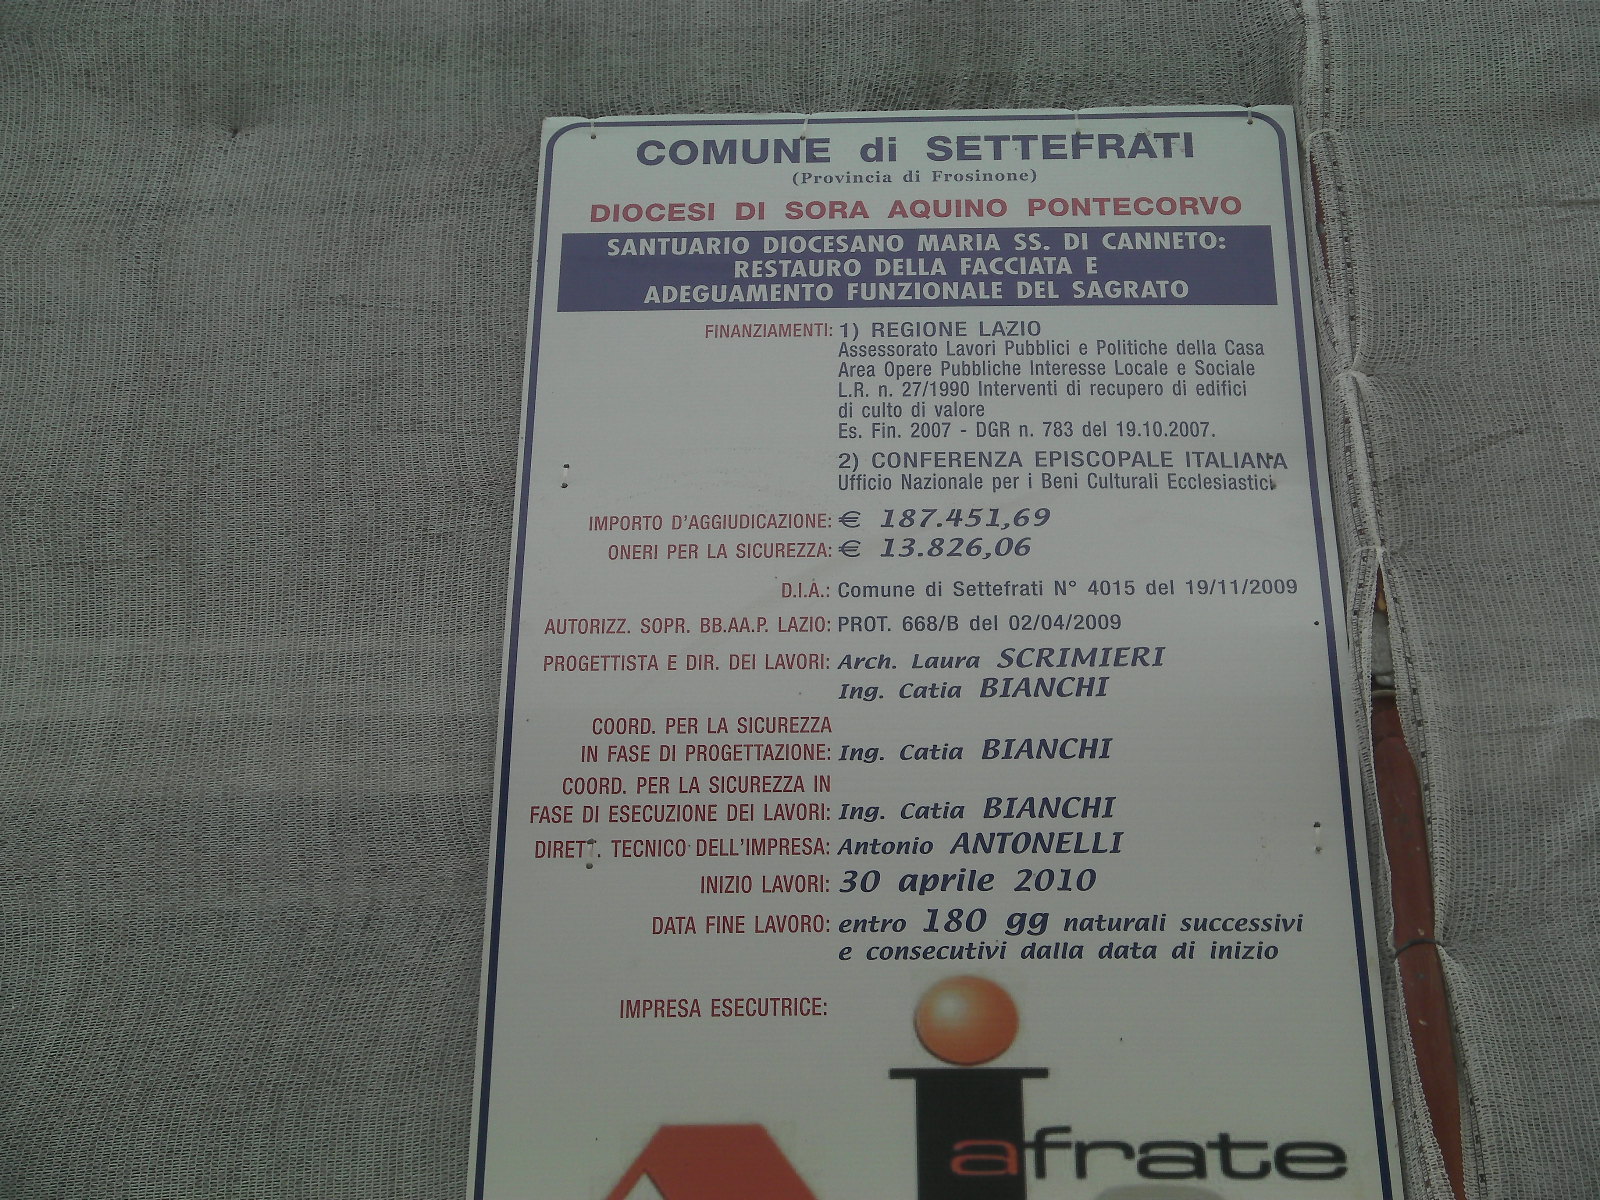 COMUNE di SETTEFRATI
(Provincia di Frosinone)
DIOCESI DI SORA AQUINO PONTECORVO
SANTUARIO DIOCESANO MARIA SS. DI CANNETO:
RESTAURO DELLA FACCIATA E
ADEGUAMENTO FUNZIONALE DEL SAGRATO
FINANZIAMENTI: 1) REGIONE LAZIO
Assessorato Lavori Pubblici e Politiche della Casa
Area Opere Pubbliche Interesse Locale e Sociale
L.R. n. 27/1990 Interventi di recupero di edifici
di culto di valore
Es. Fin. 2007 - DGR n. 783 del 19.10.2007.
2) CONFERENZA EPISCOPALE ITALIANA
Ufficio Nazionale per i Beni Culturali Ecclesiastici
IMPORTO D'AGGIUDICAZIONE: € 187.451,69
ONERI PER LA SICUREZZA: € 13.826,06
D.I.A.: Comune di Settefrati N° 4015 del 19/11/2009
AUTORIZZ. SOPR. BB.AA.P. LAZIO: PROT. 668/B del 02/04/2009
PROGETTISTA E DIR. DEI LAVORI: Arch. Laura SCRIMIERI
Ing. Catia BIANCHI
COORD. PER LA SICUREZZA
IN FASE DI PROGETTAZIONE: Ing. Catia BIANCHI
COORD. PER LA SICUREZZA IN
FASE DI ESECUZIONE DEI LAVORI: Ing. Catia BIANCHI
DIRETT. TECNICO DELL'IMPRESA: Antonio ANTONELLI
INIZIO LAVORI: 30 aprile 2010
DATA FINE LAVORO: entro 180 gg naturali successivi
e consecutivi dalla data di inizio
IMPRESA ESECUTRICE:
iafrate